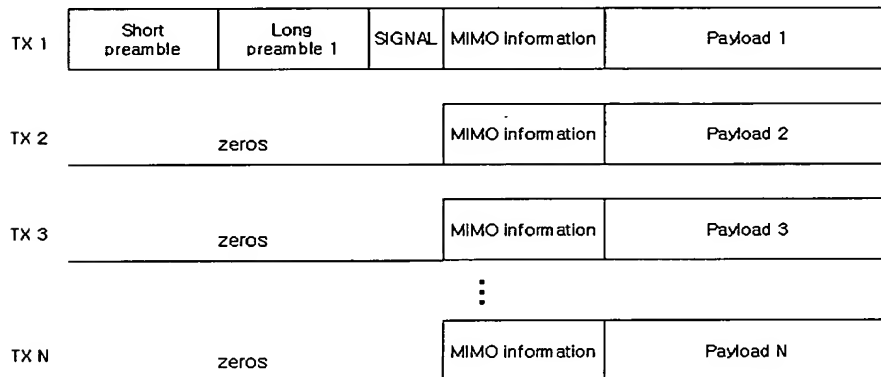 TX 1
Short preamble
Long preamble 1
SIGNAL
MIMO information
Payload 1
TX 2
zeros
MIMO information
Payload 2
TX 3
zeros
MIMO information
Payload 3
TX N
zeros
MIMO information
Payload N